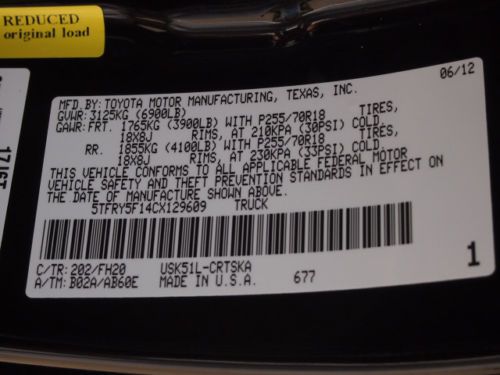 REDUCED
original load
06/12
MFD.BY:TOYOTA MOTOR MANUFACTURING, TEXAS, INC.
GVWR:3125KG (6900LB)
GAWR:FRT. 1765KG (3900LB) WITH P255/70R18 TIRES,
18X8J RIMS, AT 210KPA (30PSI) COLD,
RR. 1855KG (4100LB) WITH P255/70R18 TIRES,
18X8J RIMS, AT 230KPA (33PSI) COLD.
THIS VEHICLE CONFORMS TO ALL APPLICABLE FEDERAL MOTOR
VEHICLE SAFETY AND THEFT PREVENTION STANDARDS IN EFFECT ON
THE DATE OF MANUFACTURE SHOWN ABOVE.
5TFRY5F14CX129609 TRUCK
1
C/TR:202/FH20 USK51L-CRTSKA
A/TM:B02A/AB60E MADE IN U.S.A. 677